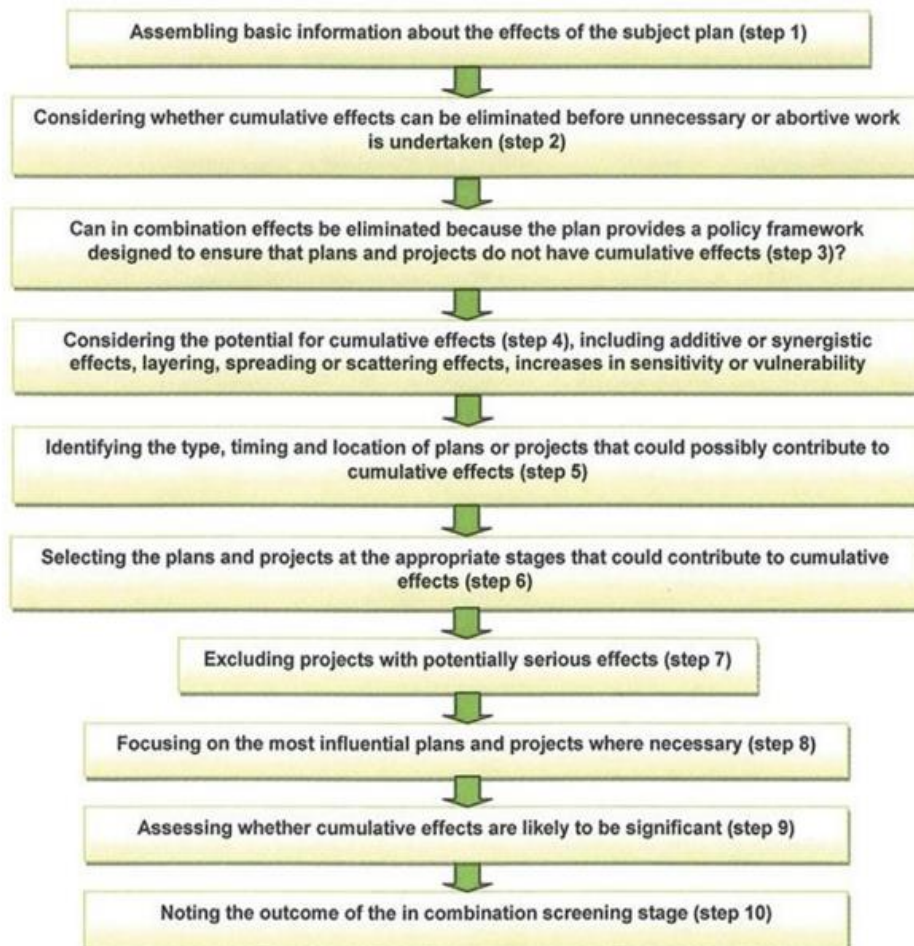 Assembling basic information about the effects of the subject plan (step 1)
Considering whether cumulative effects can be eliminated before unnecessary or abortive work
is undertaken (step 2)
Can in combination effects be eliminated because the plan provides a policy framework
designed to ensure that plans and projects do not have cumulative effects (step 3)?
Considering the potential for cumulative effects (step 4), including additive or synergistic
effects, layering, spreading or scattering effects, increases in sensitivity or vulnerability
Identifying the type, timing and location of plans or projects that could possibly contribute to
cumulative effects (step 5)
Selecting the plans and projects at the appropriate stages that could contribute to cumulative
effects (step 6)
Excluding projects with potentially serious effects (step 7)
Focusing on the most influential plans and projects where necessary (step 8)
Assessing whether cumulative effects are likely to be significant (step 9)
Noting the outcome of the in combination screening stage (step 10)